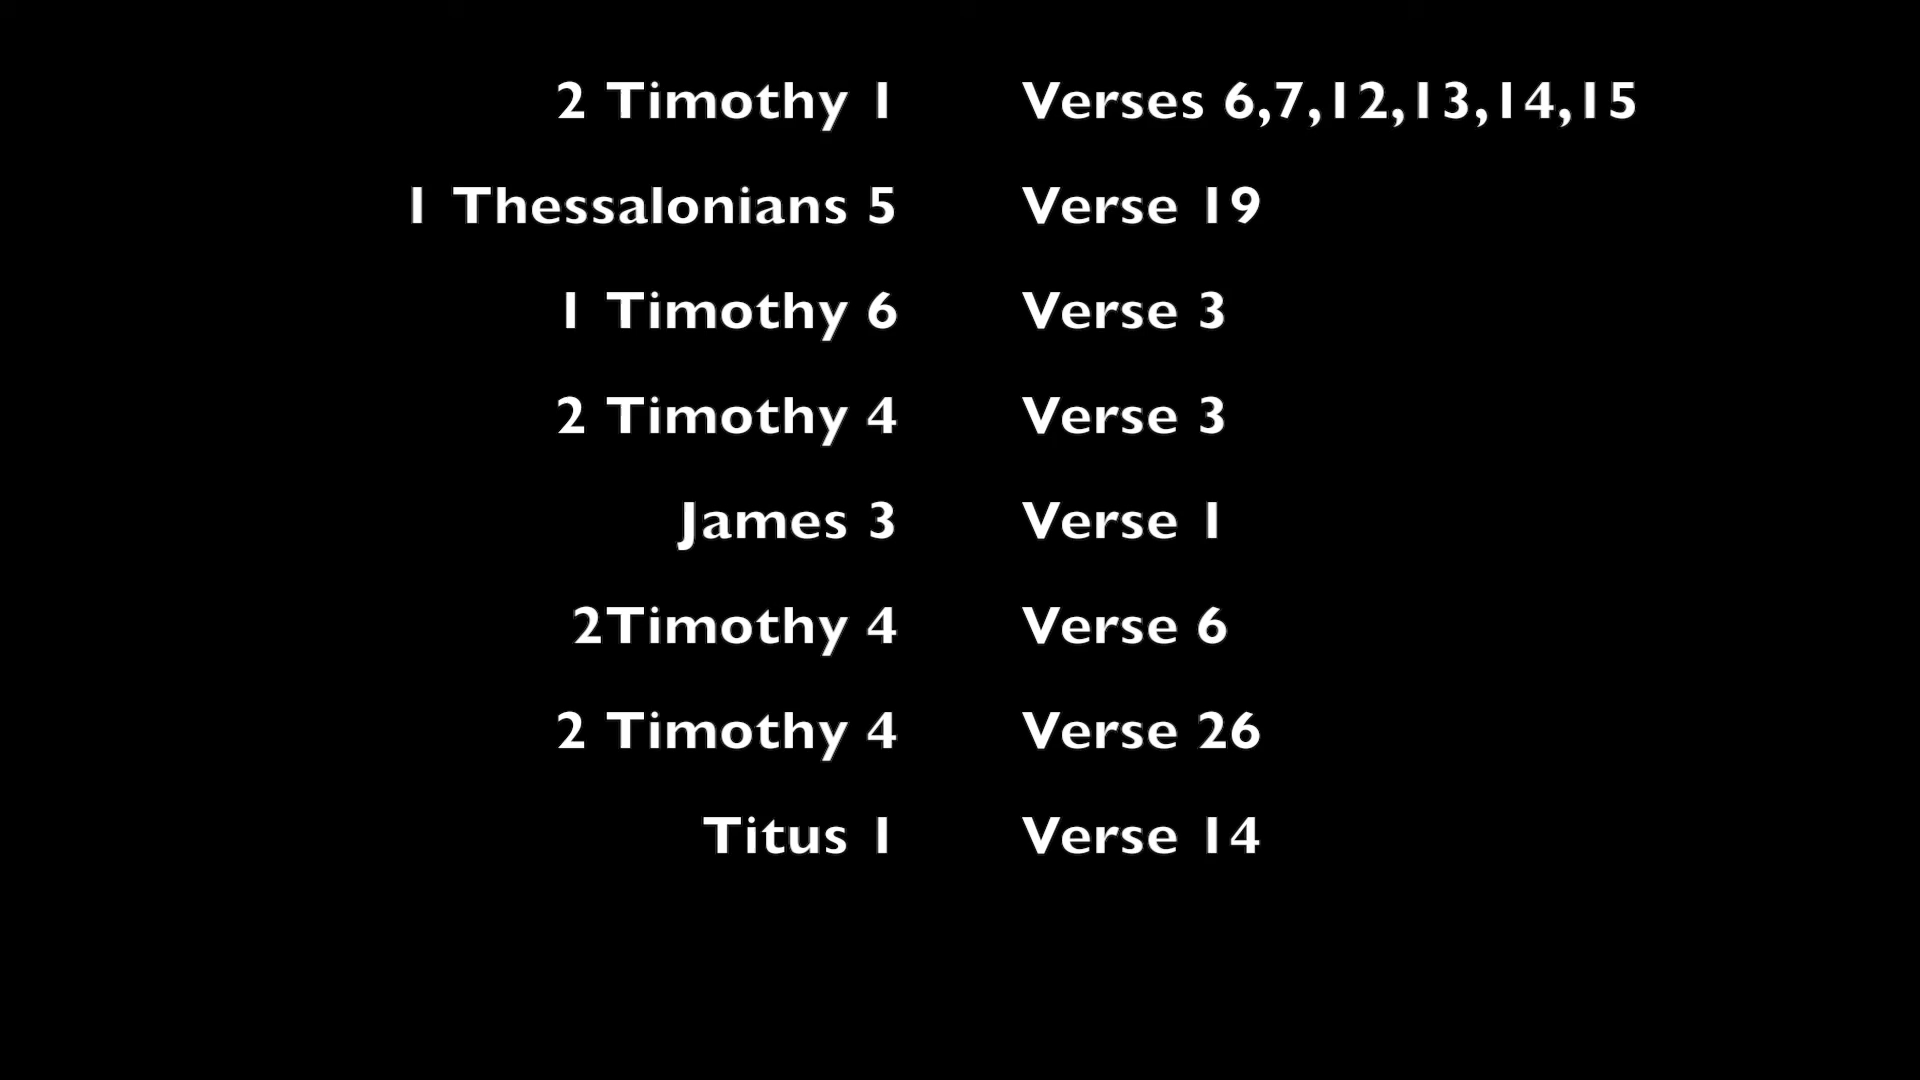 2 Timothy 1 Verses 6,7,12,13,14,15
1 Thessalonians 5 Verse 19
1 Timothy 6 Verse 3
2 Timothy 4 Verse 3
James 3 Verse 1
2Timothy 4 Verse 6
2 Timothy 4 Verse 26
Titus 1 Verse 14